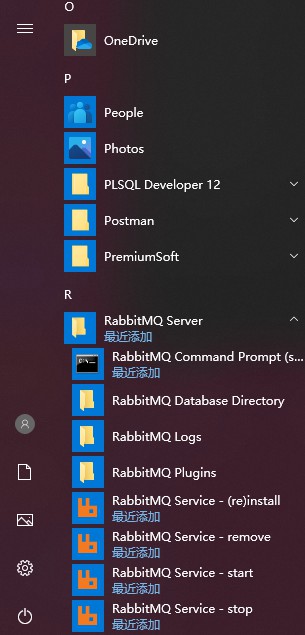 O
OneDrive
P
People
Photos
PLSQL Developer 12
Postman
PremiumSoft
R
RabbitMQ Server
最近添加
RabbitMQ Command Prompt (s...
最近添加
RabbitMQ Database Directory
RabbitMQ Logs
RabbitMQ Plugins
RabbitMQ Service - (re)install
最近添加
RabbitMQ Service - remove
最近添加
RabbitMQ Service - start
最近添加
RabbitMQ Service - stop
最近添加